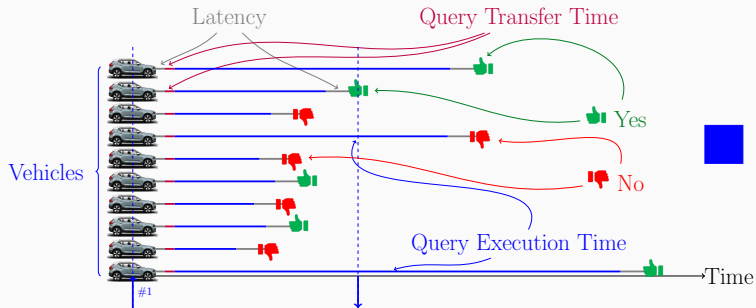 Latency
Query Transfer Time
Yes
Vehicles
No
Query Execution Time
Time
#1